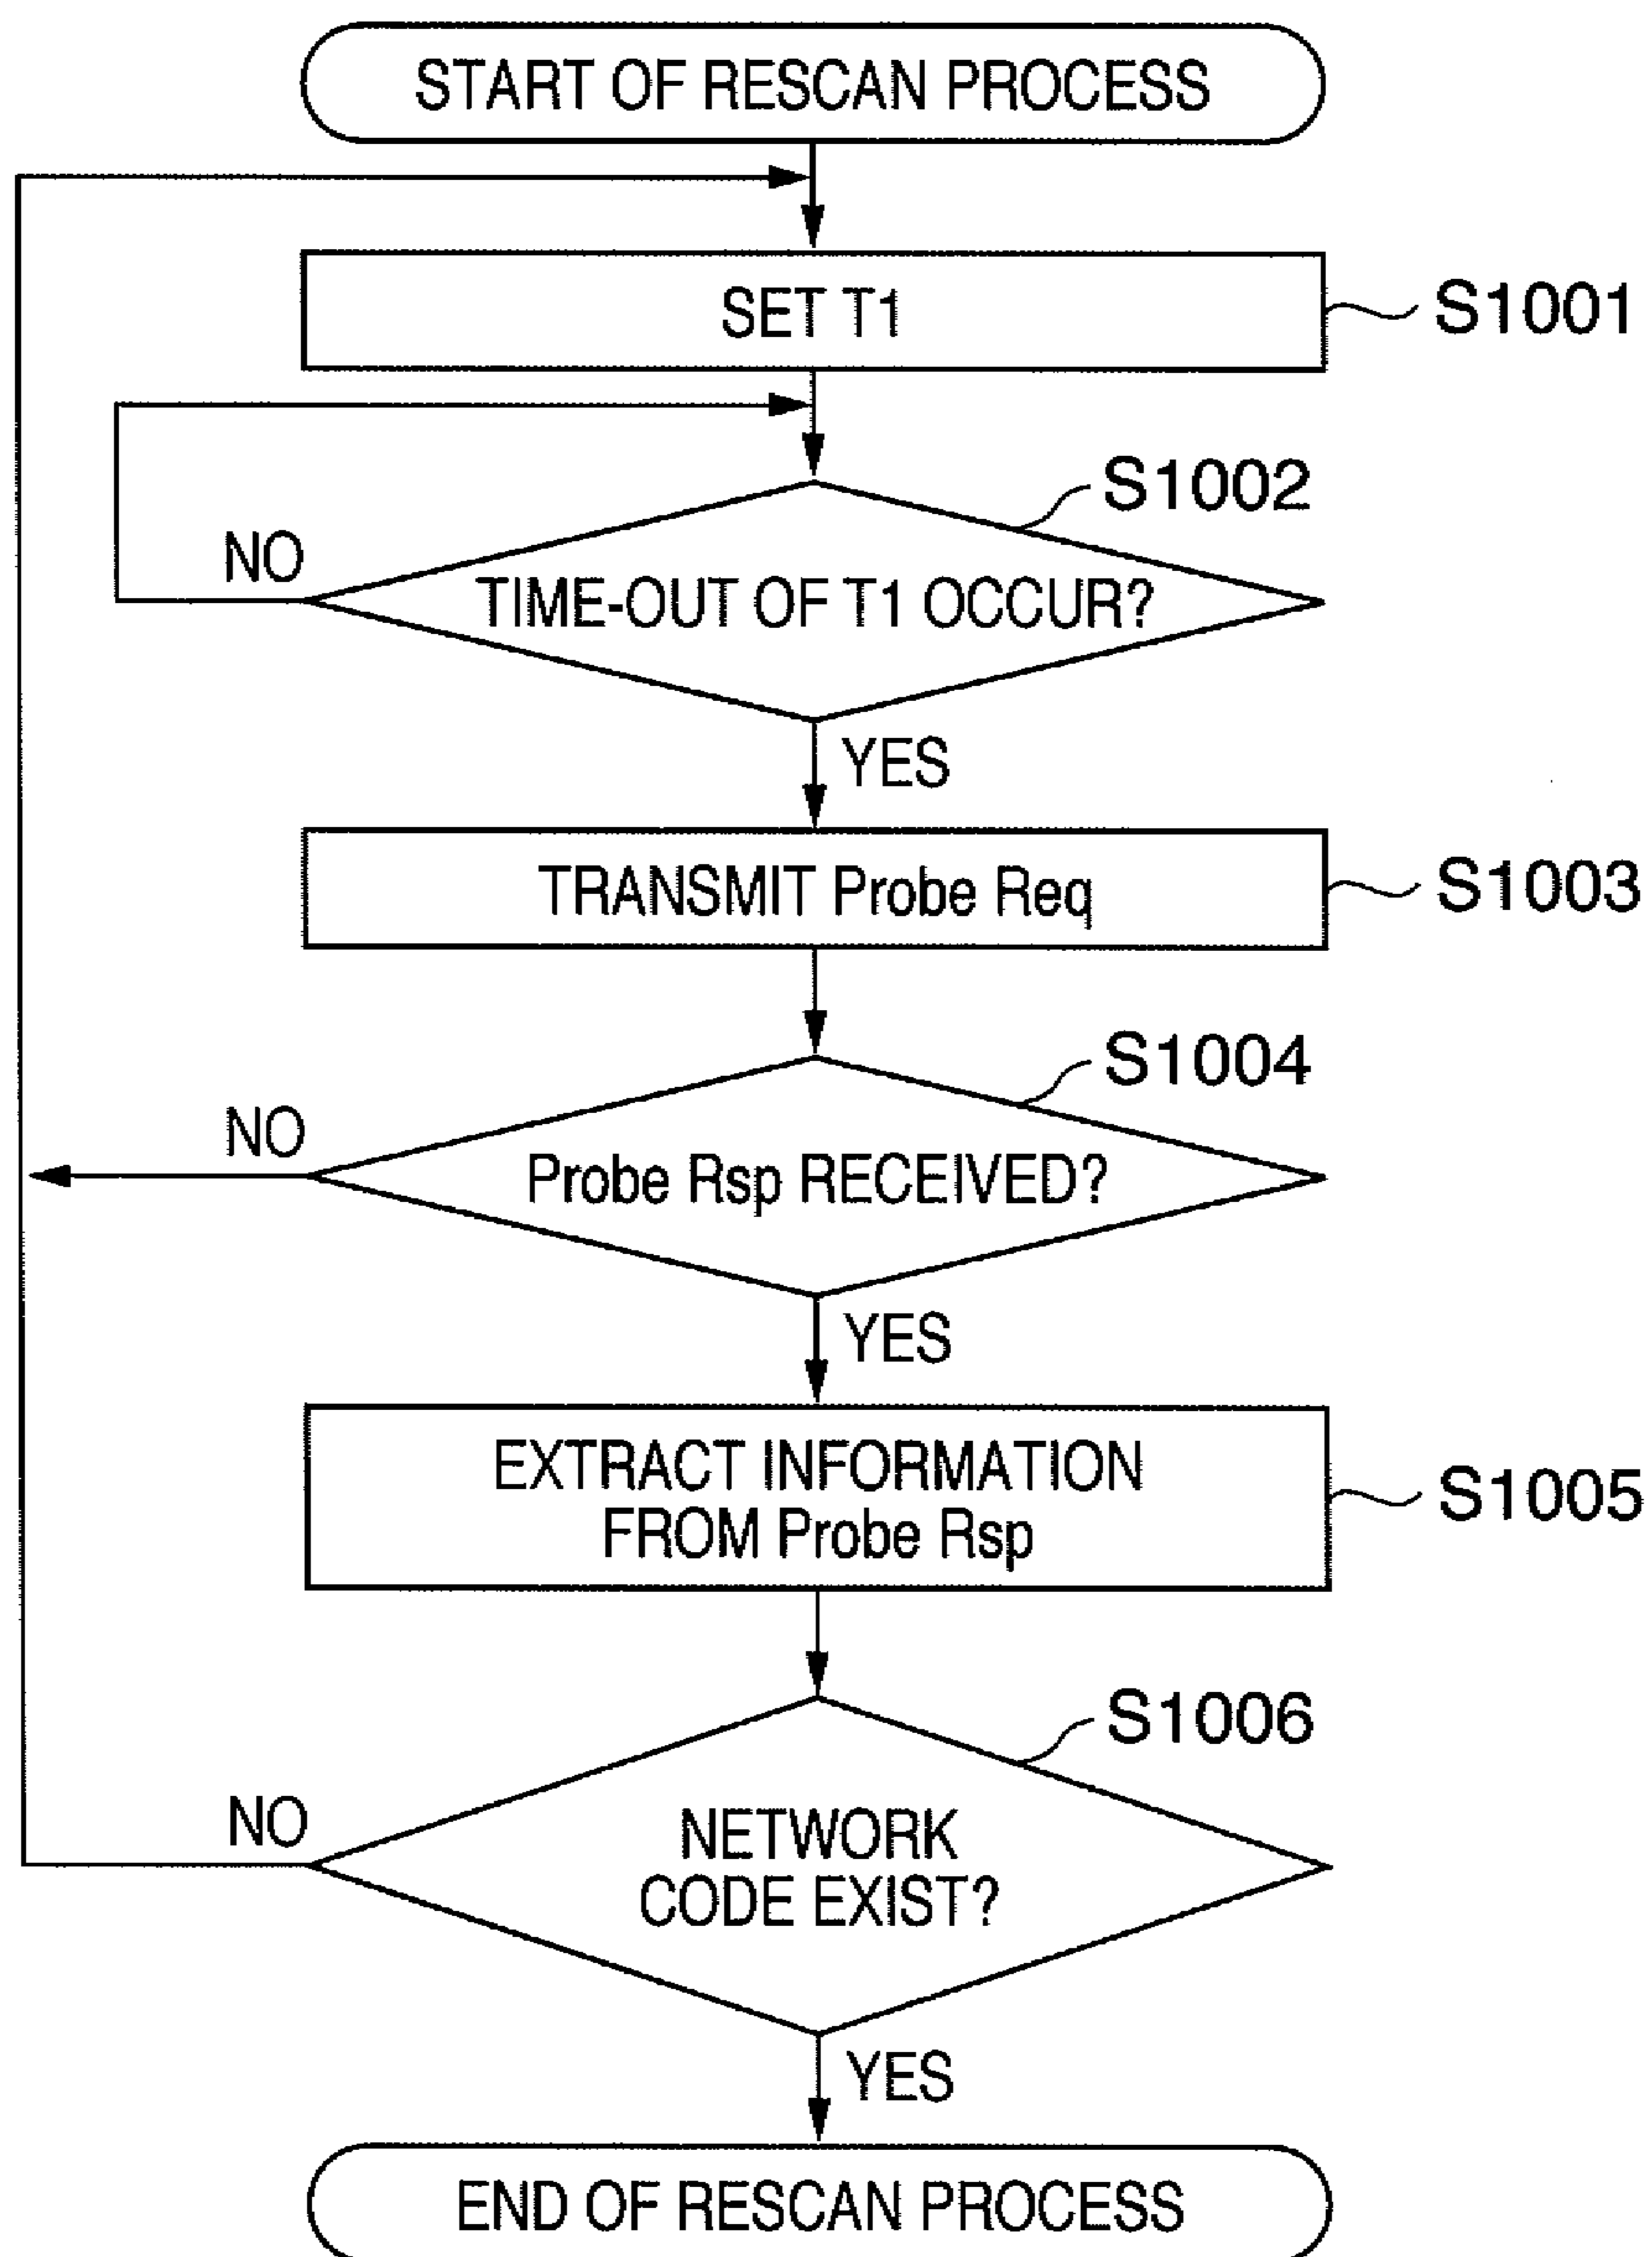 START OF RESCAN PROCESS
SET T1
S1001
S1002
NO
TIME-OUT OF T1 OCCUR?
YES
TRANSMIT Probe Req
S1003
S1004
NO
Probe Rsp RECEIVED?
YES
EXTRACT INFORMATION
FROM Probe Rsp
S1005
S1006
NO
NETWORK
CODE EXIST?
YES
END OF RESCAN PROCESS